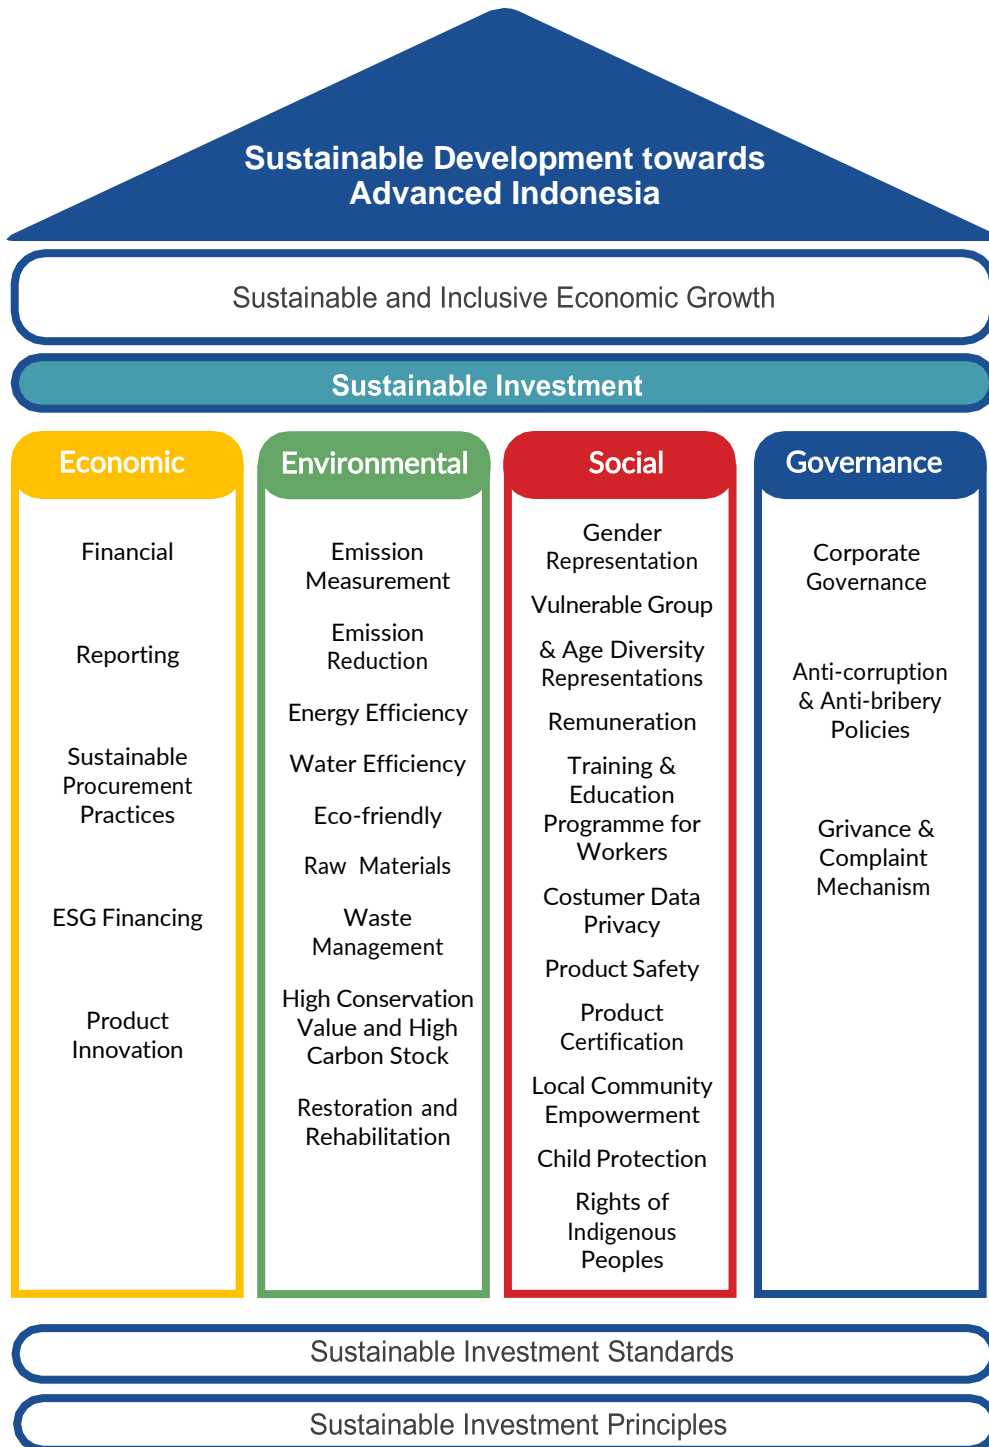 Sustainable Development towards
Advanced Indonesia
Sustainable and Inclusive Economic Growth
Sustainable Investment
Economic
Financial
Reporting
Sustainable
Procurement
Practices
ESG Financing
Product
Innovation
Environmental
Emission
Measurement
Emission
Reduction
Energy Efficiency
Water Efficiency
Eco-friendly
Raw Materials
Waste
Management
High Conservation
Value and High
Carbon Stock
Restoration and
Rehabilitation
Social
Gender
Representation
Vulnerable Group
& Age Diversity
Representations
Remuneration
Training &
Education
Programme for
Workers
Costumer Data
Privacy
Product Safety
Product
Certification
Local Community
Empowerment
Child Protection
Rights of
Indigenous
Peoples
Governance
Corporate
Governance
Anti-corruption
& Anti-bribery
Policies
Grivance &
Complaint
Mechanism
Sustainable Investment Standards
Sustainable Investment Principles